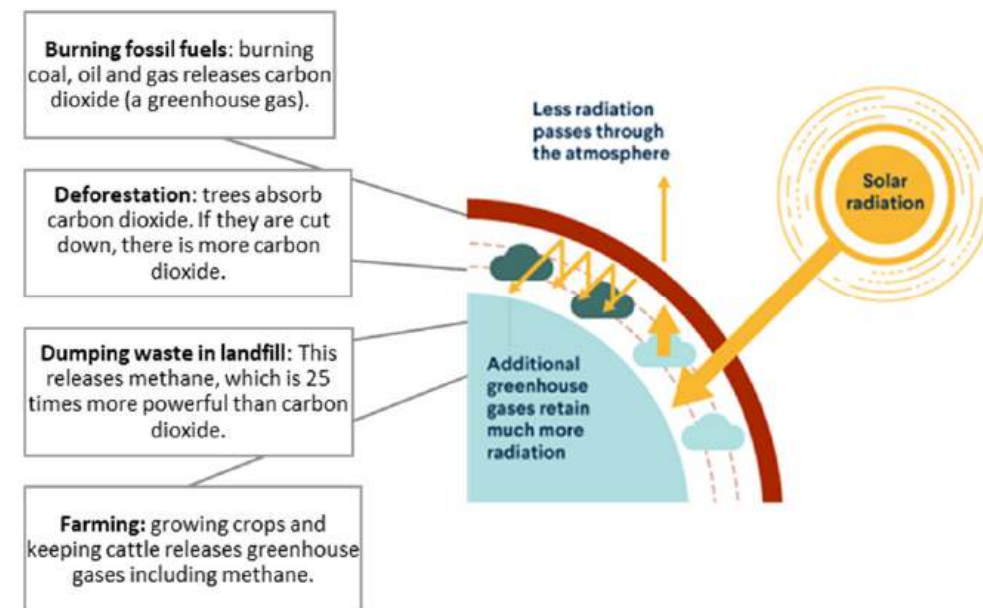 Burning fossil fuels: burning
coal, oil and gas releases carbon
dioxide (a greenhouse gas).
Deforestation: trees absorb
carbon dioxide. If they are cut
down, there is more carbon
dioxide.
Dumping waste in landfill: This
releases methane, which is 25
times more powerful than carbon
dioxide.
Farming: growing crops and
keeping cattle releases greenhouse
gases including methane.
Less radiation
passes through
the atmosphere
Solar
radiation
Additional
greenhouse
gases retain
much more
radiation